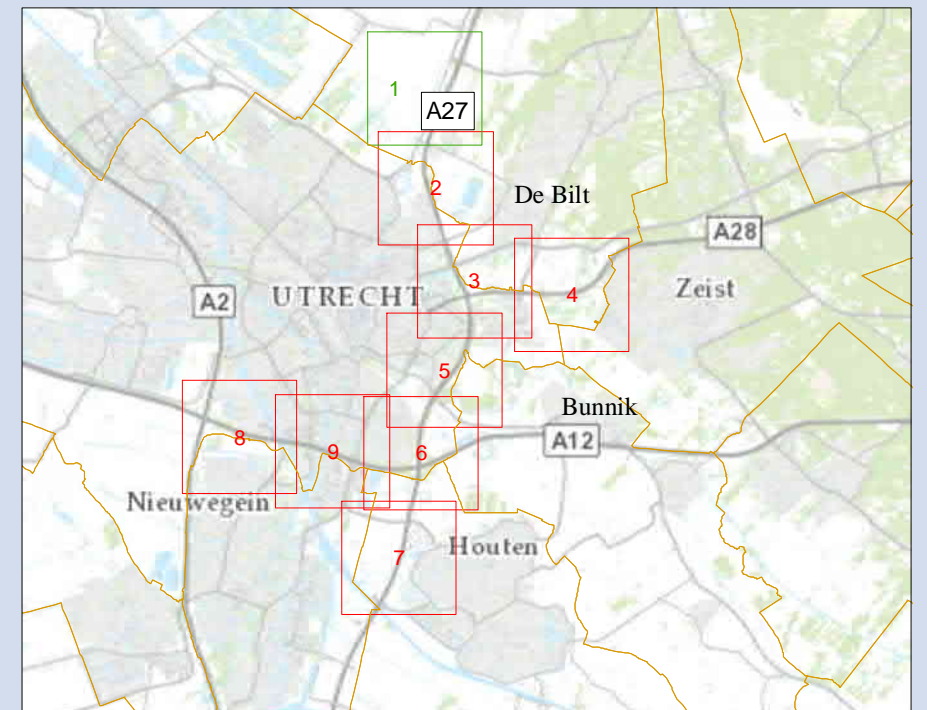 1
A27
2
De Bilt
A28
3
4
Zeist
UTRECHT
A2
5
Bunnik
8
9
6
A12
Nieuwegein
Houten
7